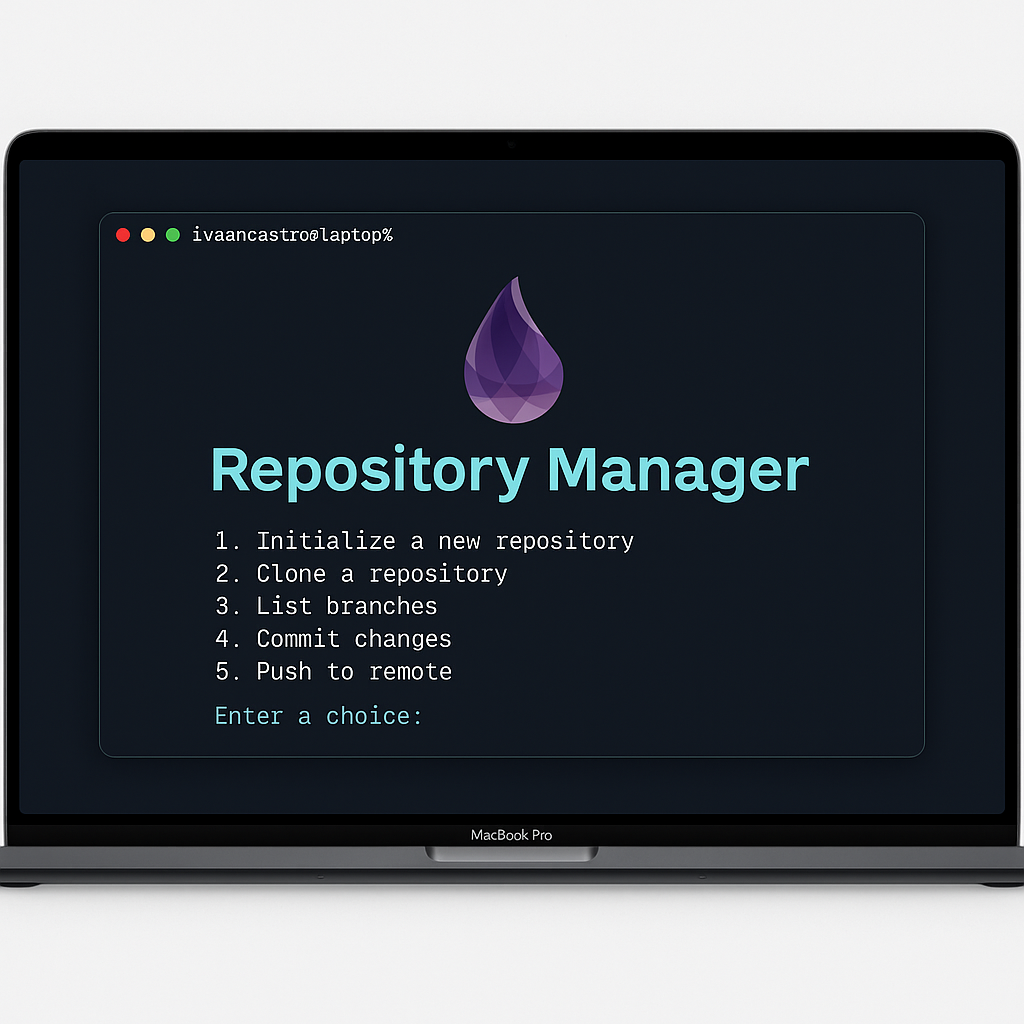 ivaancastro@laptop%
Repository Manager
1. Initialize a new repository
2. Clone a repository
3. List branches
4. Commit changes
5. Push to remote
Enter a choice:
MacBook Pro